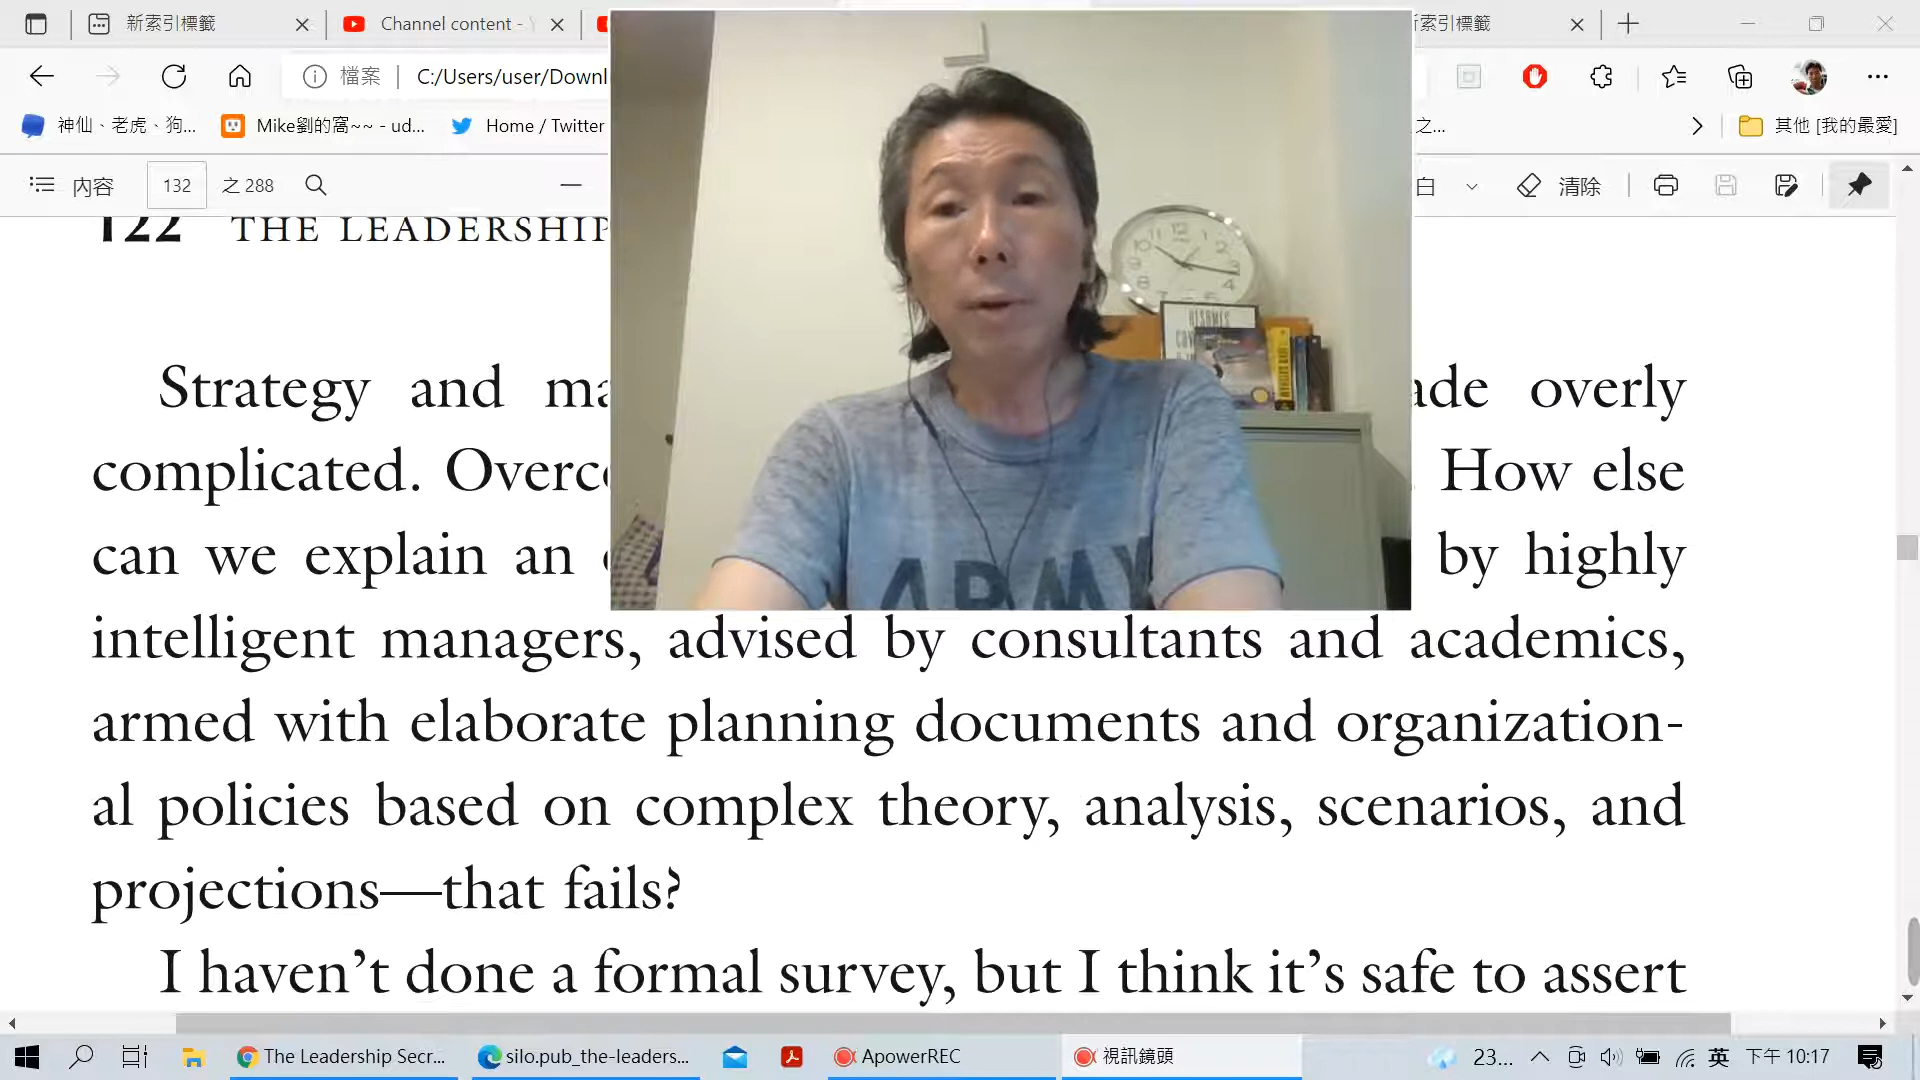 新索引標籤
Channel content -
新索引標籤
檔案
C:/Users/user/Downl
神仙、老虎、狗...
Mike劉的窩~~ - ud...
Home / Twitter
之...
其他 [我的最愛]
內容
132
之 288
白
清除
122 THE LEADERSHIP
Strategy and ma
ade overly
complicated. Overc
How else
can we explain an
by highly
intelligent managers, advised by consultants and academics,
armed with elaborate planning documents and organization-
al policies based on complex theory, analysis, scenarios, and
projections—that fails?
I haven’t done a formal survey, but I think it’s safe to assert
ARMY
The Leadership Secr...
silo.pub_the-leaders...
ApowerREC
視訊鏡頭
23...
英
下午 10:17